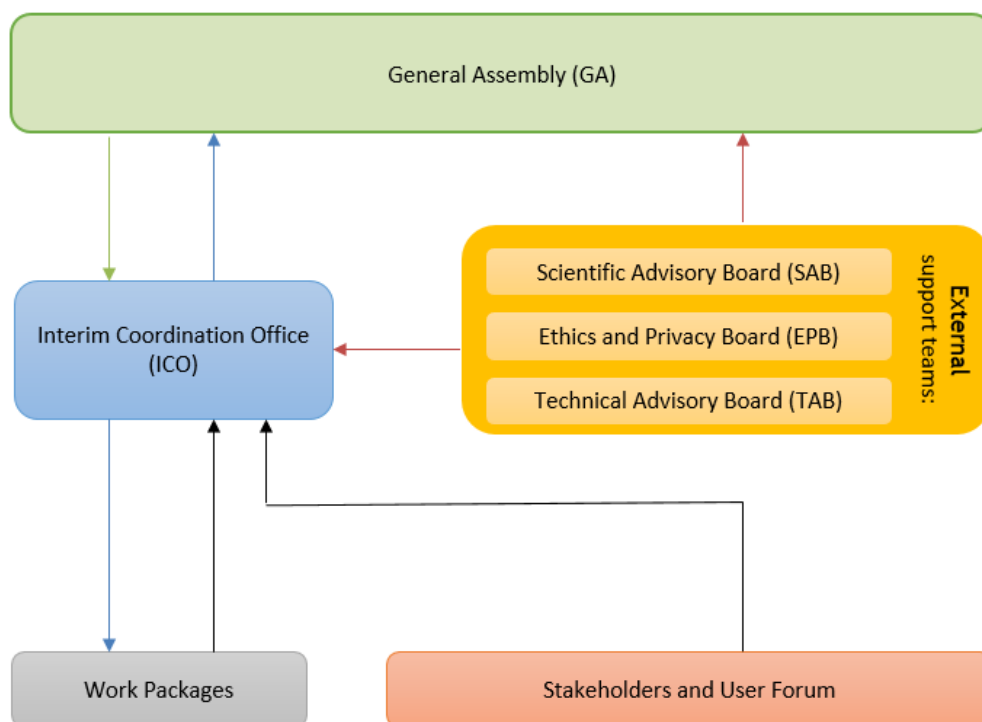 General Assembly (GA)
Scientific Advisory Board (SAB)
Ethics and Privacy Board (EPB)
Technical Advisory Board (TAB)
External
support teams:
Interim Coordination Office
(ICO)
Work Packages
Stakeholders and User Forum